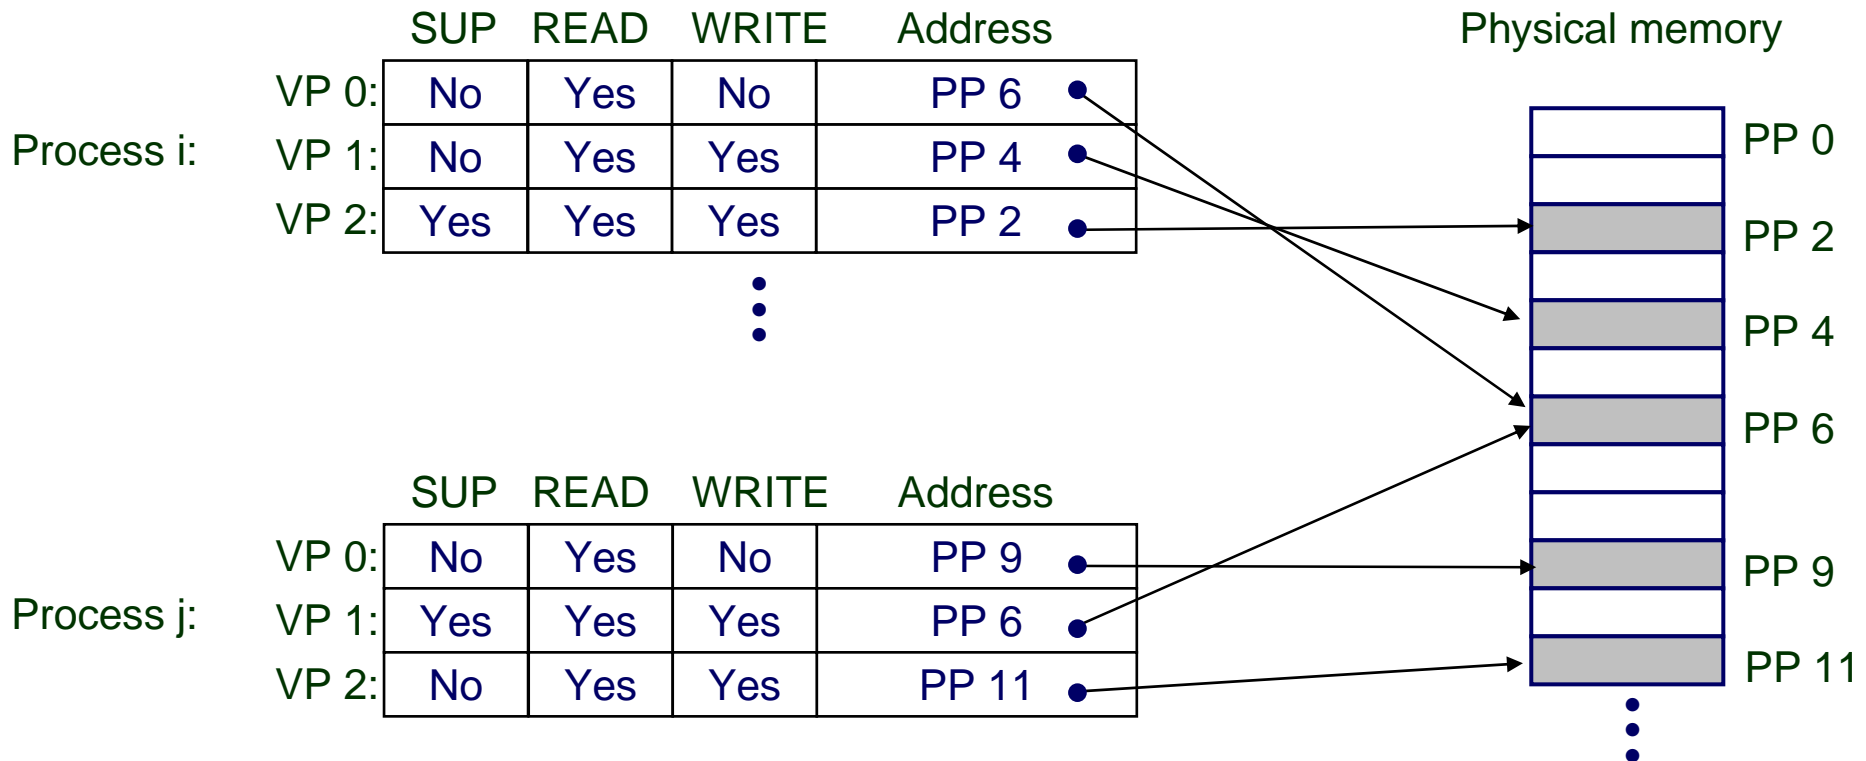 SUP READ WRITE Address Physical memory
VP 0: No Yes No PP 6
PP 0
Process i: VP 1: No Yes Yes PP 4
VP 2: Yes Yes Yes PP 2
PP 2
PP 4
PP 6
SUP READ WRITE Address
VP 0: No Yes No PP 9
PP 9
Process j: VP 1: Yes Yes Yes PP 6
VP 2: No Yes Yes PP 11
PP 11